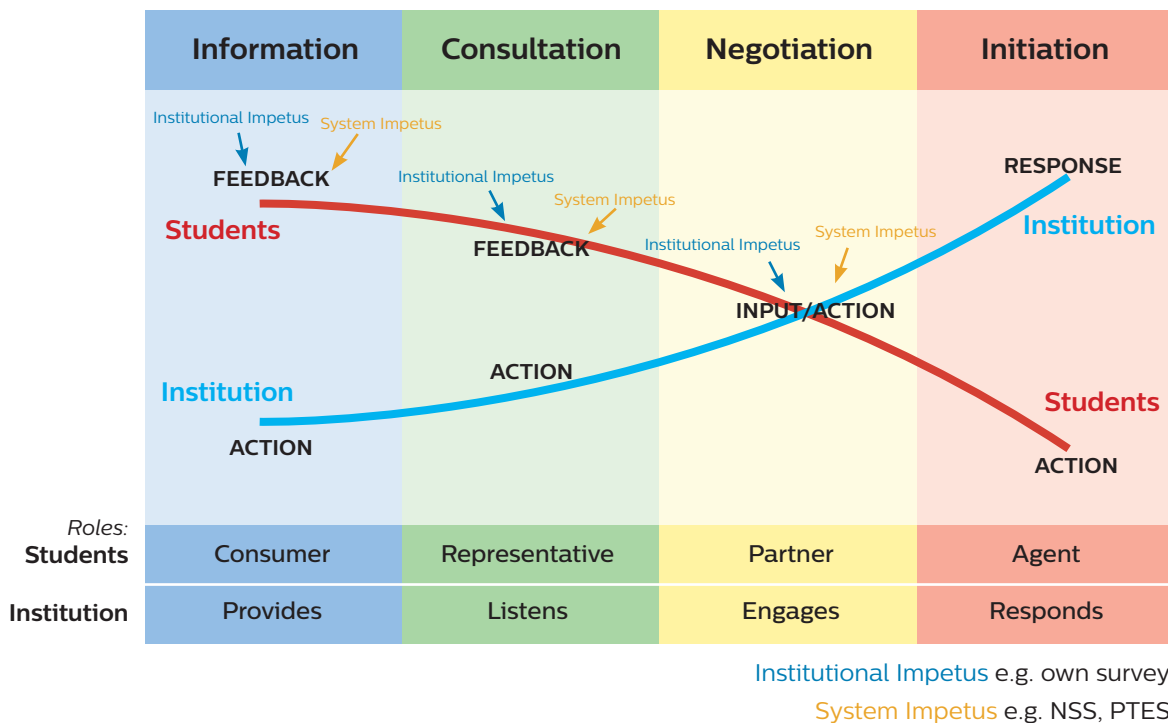 Information Consultation Negotiation Initiation
Institutional Impetus
System Impetus
FEEDBACK
Students
Institutional Impetus
System Impetus
FEEDBACK
Institutional Impetus
System Impetus
INPUT/ACTION
RESPONSE
Institution
Institution
ACTION
ACTION
Students
ACTION
Roles:
Students Consumer Representative Partner Agent
Institution Provides Listens Engages Responds
Institutional Impetus e.g. own survey
System Impetus e.g. NSS, PTES